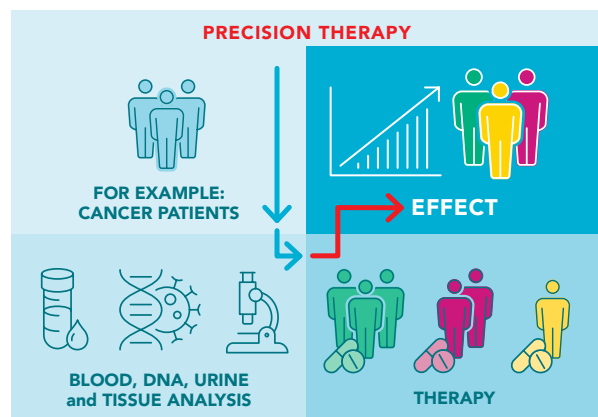 PRECISION THERAPY
FOR EXAMPLE:
CANCER PATIENTS
EFFECT
BLOOD, DNA, URINE
and TISSUE ANALYSIS
THERAPY